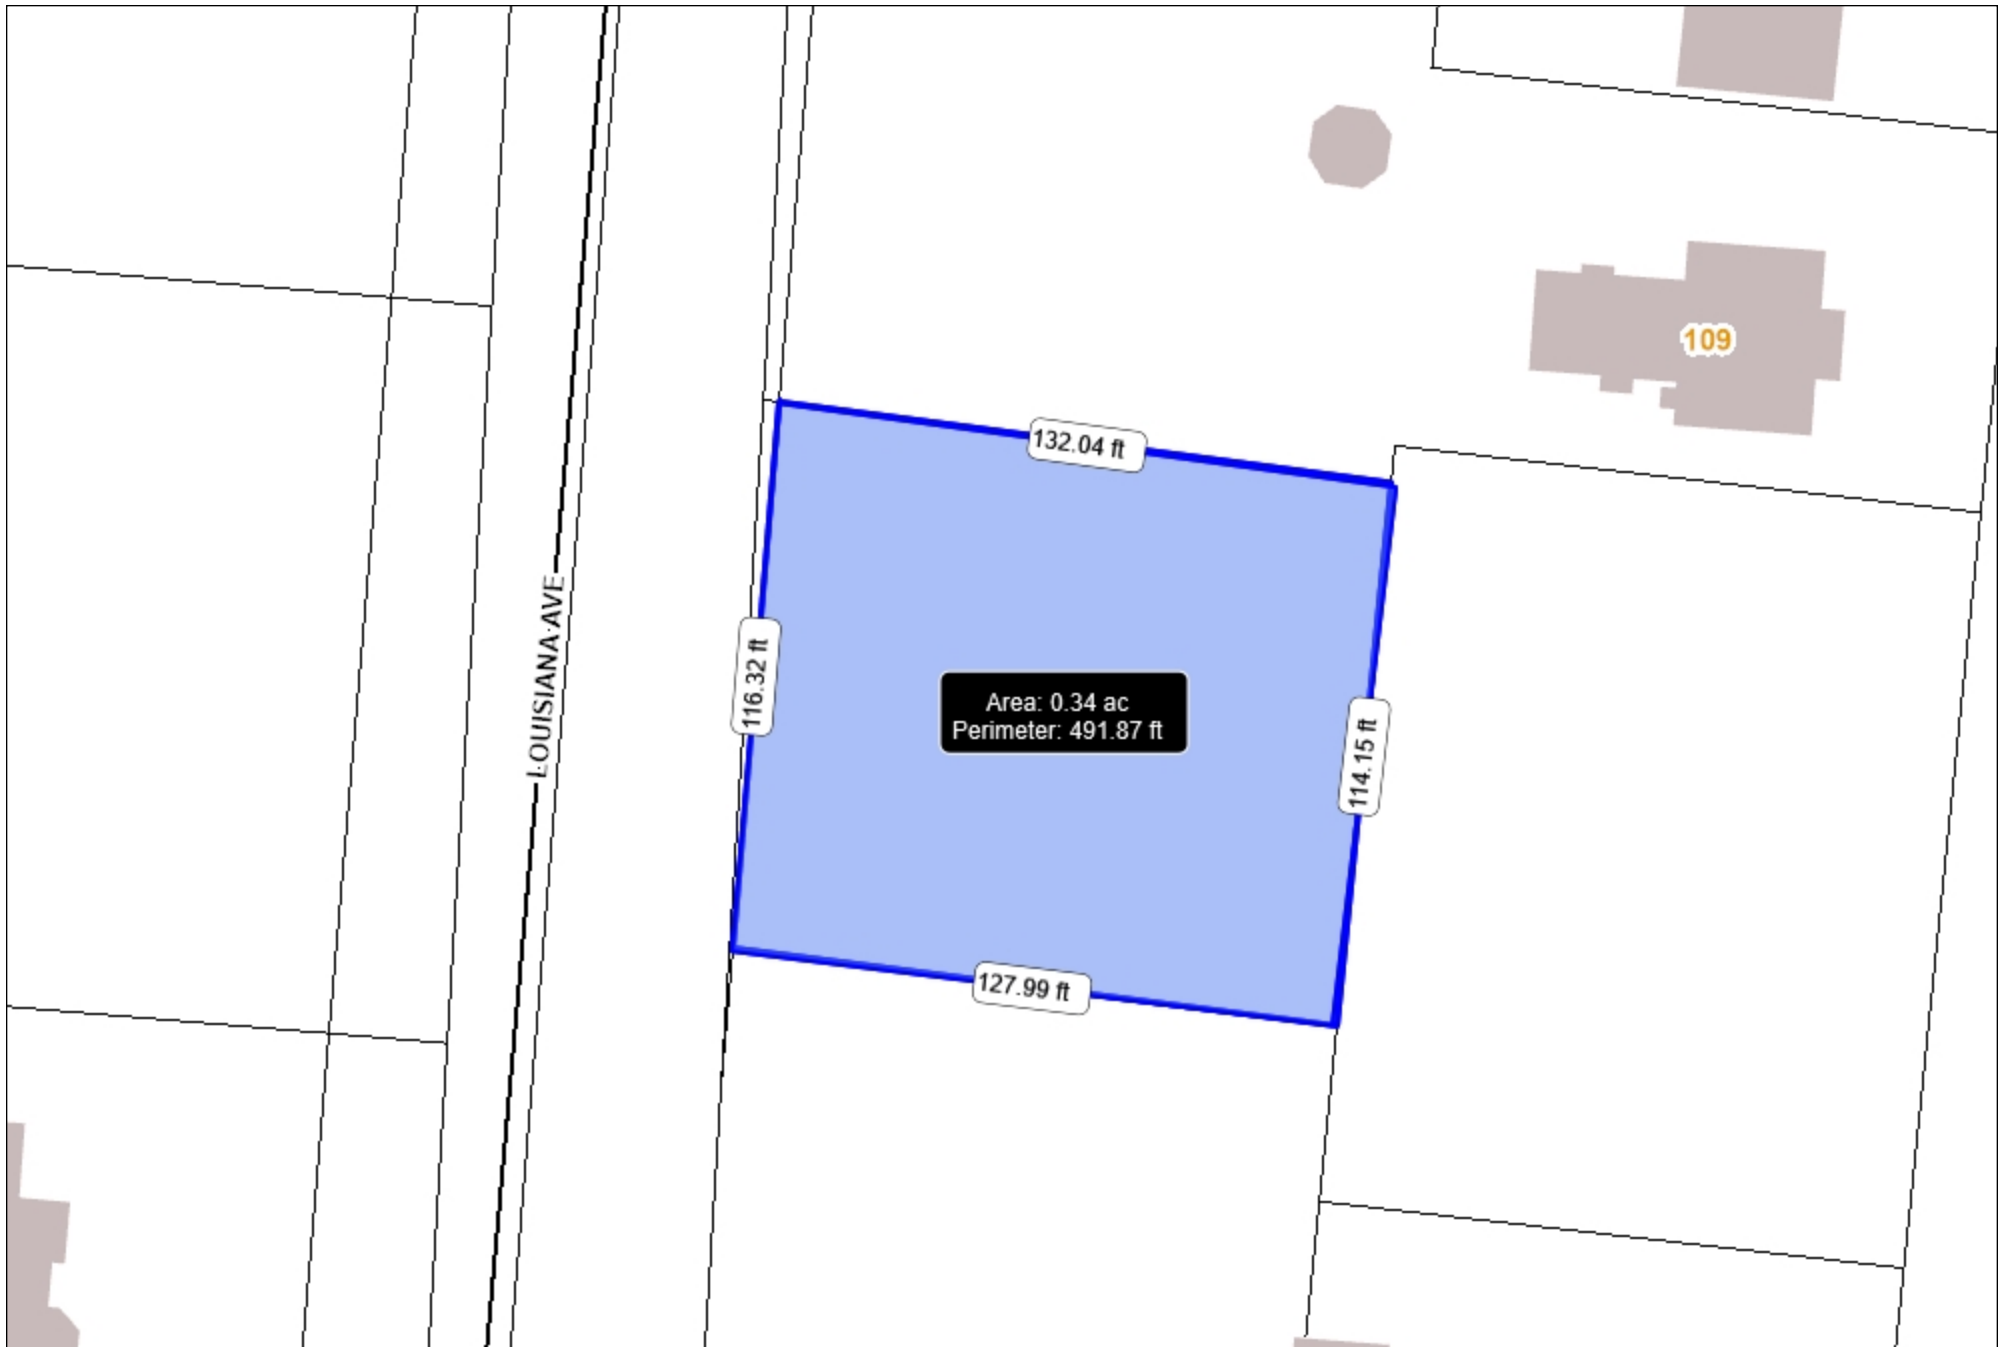 109
132.04 ft
LOUISIANA AVE
116.32 ft
Area: 0.34 ac
Perimeter: 491.87 ft
114.15 ft
127.99 ft